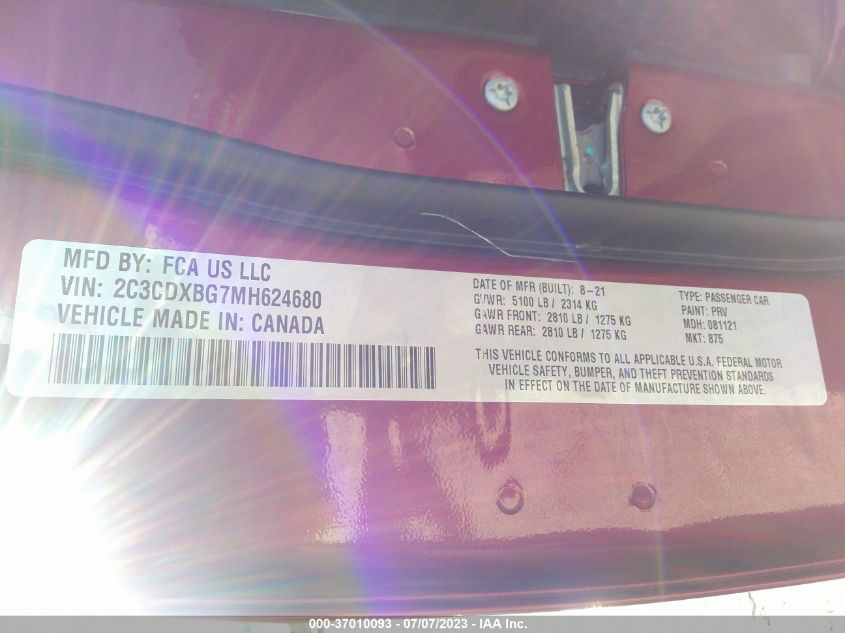 MFD BY: FCA US LLC
VIN: 2C3CDXBG7MH624680
VEHICLE MADE IN: CANADA
DATE OF MFR (BUILT): 8-21
GVWR: 5100 LB / 2314 KG
GAWR FRONT: 2810 LB / 1275 KG
GAWR REAR: 2810 LB / 1275 KG
TYPE: PASSENGER CAR
PAINT: PRV
MDH: 081121
MKT: 875
THIS VEHICLE CONFORMS TO ALL APPLICABLE U.S.A. FEDERAL MOTOR
VEHICLE SAFETY, BUMPER, AND THEFT PREVENTION STANDARDS
IN EFFECT ON THE DATE OF MANUFACTURE SHOWN ABOVE.
000-37010093 - 07/07/2023 - IAA Inc.